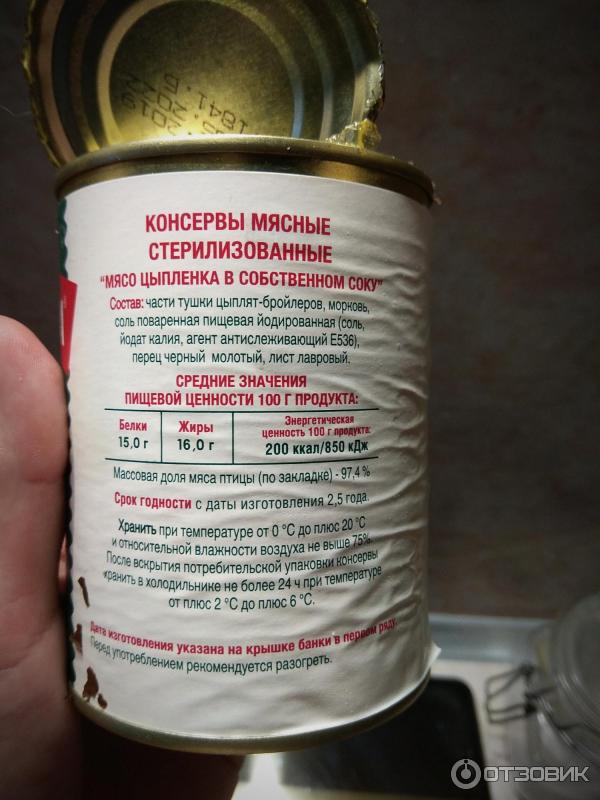 КОНСЕРВЫ МЯСНЫЕ
СТЕРИЛИЗОВАННЫЕ
"МЯСО ЦЫПЛЕНКА В СОБСТВЕННОМ СОКУ"
Состав: части тушки цыплят-бройлеров, морковь,
соль поваренная пищевая йодированная (соль,
йодат калия, агент антислеживающий Е536),
перец черный молотый, лист лавровый.
СРЕДНИЕ ЗНАЧЕНИЯ
ПИЩЕВОЙ ЦЕННОСТИ 100 Г ПРОДУКТА:
Белки
15,0 г
Жиры
16,0 г
Энергетическая
ценность 100 г продукта:
200 ккал/850 кДж
Массовая доля мяса птицы (по закладке) - 97,4 %
Срок годности с даты изготовления 2,5 года.
Хранить при температуре от 0 °С до плюс 20 °С
и относительной влажности воздуха не выше 75%.
После вскрытия потребительской упаковки консервы
хранить в холодильнике не более 24 ч при температуре
от плюс 2 °С до плюс 6 °С.
Дата изготовления указана на крышке банки в первом ряду.
Перед употреблением рекомендуется разогреть.
ОТЗОВИК